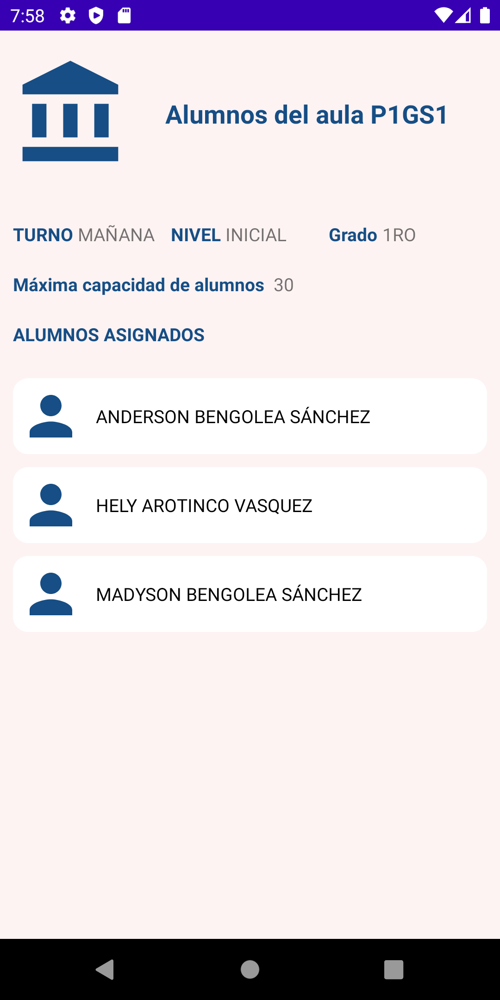 7:58
Alumnos del aula P1GS1
TURNO MAÑANA NIVEL INICIAL Grado 1RO
Máxima capacidad de alumnos 30
ALUMNOS ASIGNADOS
ANDERSON BENGOLEA SÁNCHEZ
HELY AROTINCO VASQUEZ
MADYSON BENGOLEA SÁNCHEZ